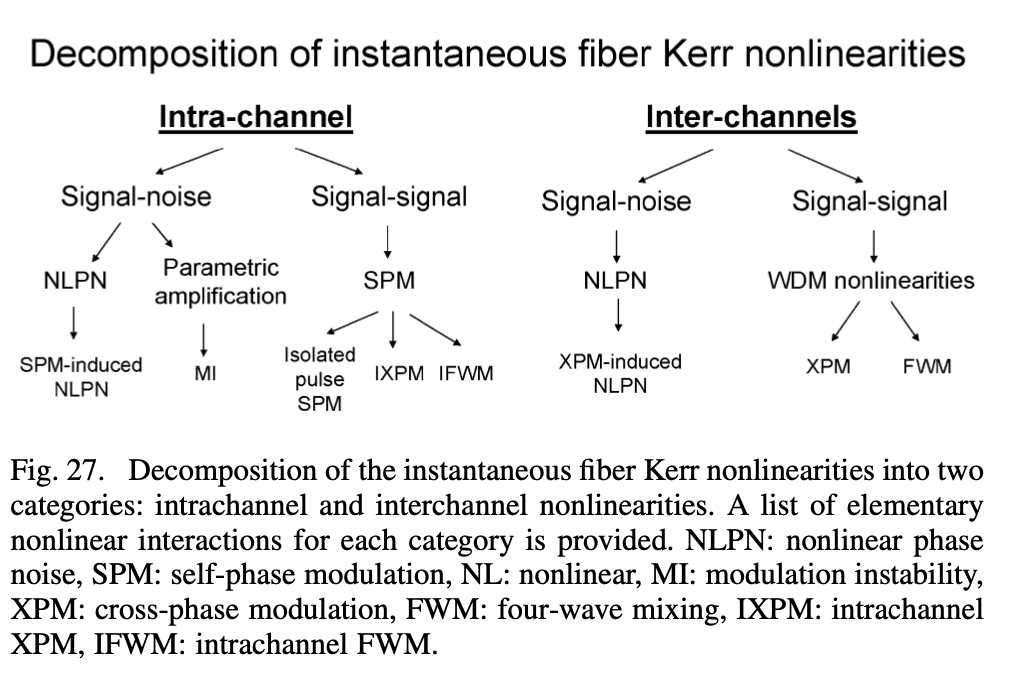 Decomposition of instantaneous fiber Kerr nonlinearities
Intra-channel
Inter-channels
Signal-noise
Signal-signal
Signal-noise
Signal-signal
NLPN
Parametric
amplification
SPM
NLPN
WDM nonlinearities
SPM-induced
NLPN
MI
Isolated
pulse
SPM
IXPM
IFWM
XPM-induced
NLPN
XPM
FWM
Fig. 27. Decomposition of the instantaneous fiber Kerr nonlinearities into two
categories: intrachannel and interchannel nonlinearities. A list of elementary
nonlinear interactions for each category is provided. NLPN: nonlinear phase
noise, SPM: self-phase modulation, NL: nonlinear, MI: modulation instability,
XPM: cross-phase modulation, FWM: four-wave mixing, IXPM: intrachannel
XPM, IFWM: intrachannel FWM.